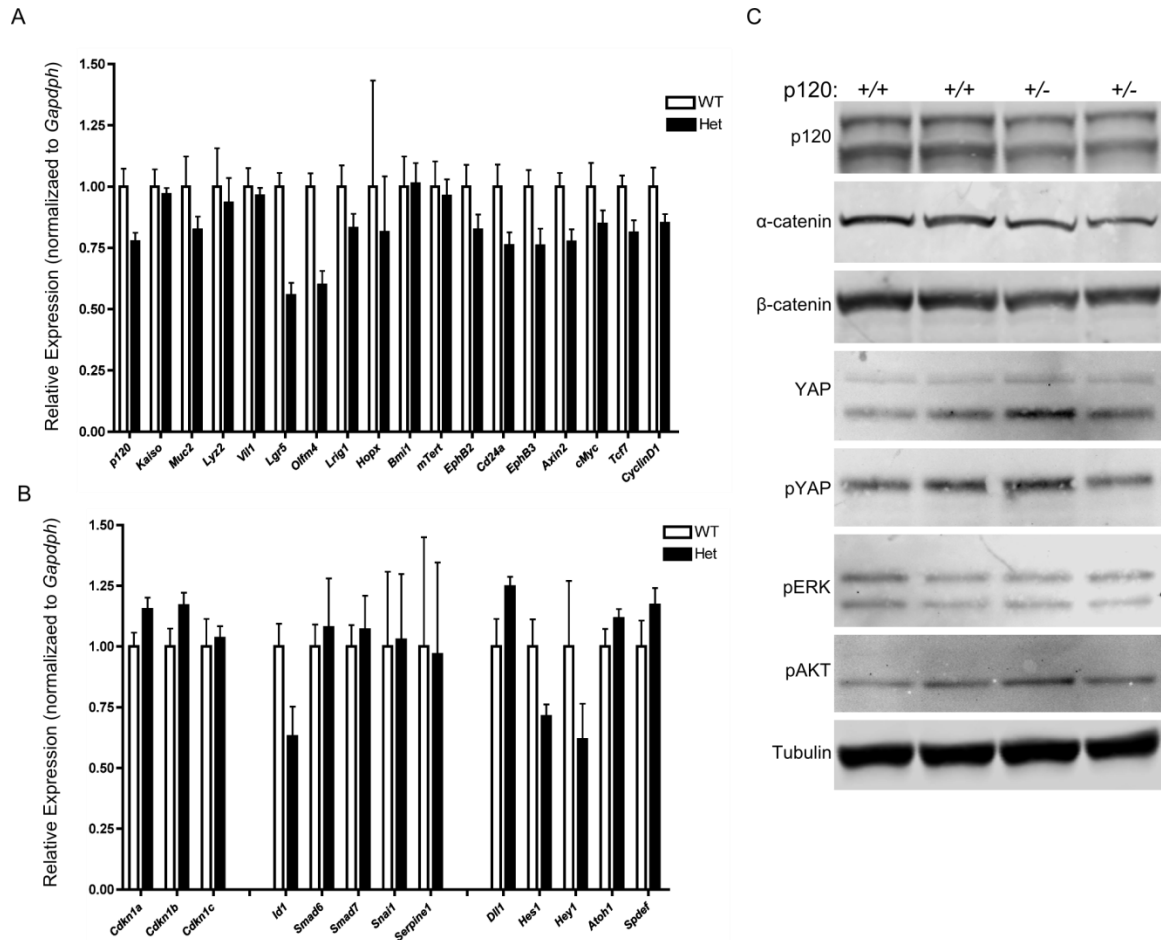 A
Relative Expression (normalizaed to Gapdph)
1.50
1.25
1.00
0.75
0.50
0.25
0.00
WT
Het
p120
Kaiso
Muc2
Lyz2
Vil1
Lgr5
Olfm4
Lrig1
Hopx
Bmi1
mTert
EphB2
Cd24a
EphB3
Axin2
cMyc
Tcf7
CyclinD1
B
Relative Expression (normalizaed to Gapdph)
1.50
1.25
1.00
0.75
0.50
0.25
0.00
WT
Het
Cdkn1a
Cdkn1b
Cdkn1c
Id1
Smad6
Smad7
Snai1
Serpine1
Dll1
Hes1
Hey1
Atoh1
Spdef
C
p120: +/+ +/+ +/- +/-
p120
α-catenin
β-catenin
YAP
pYAP
pERK
pAKT
Tubulin